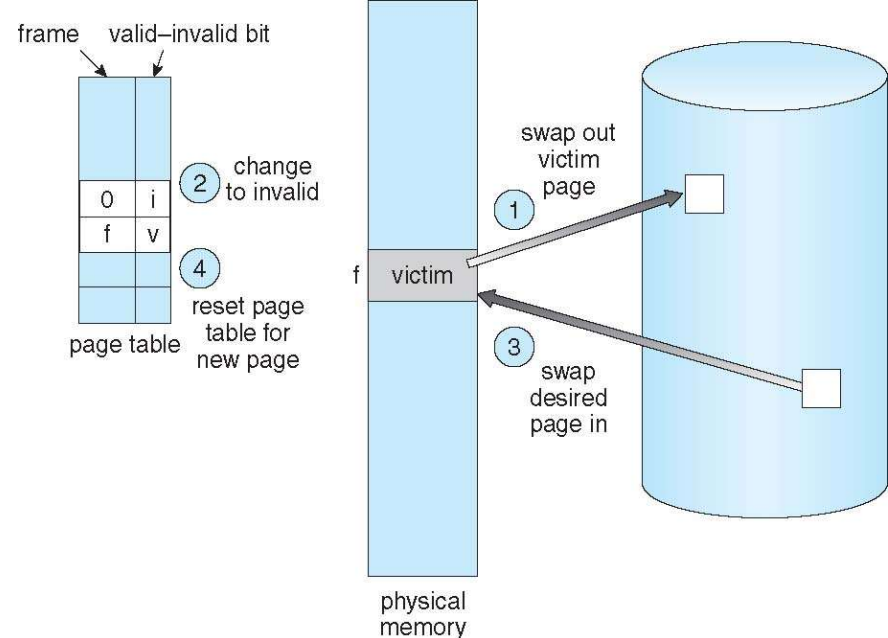 frame
valid–invalid bit
0 i
f v
2
change
to invalid
4
reset page
table for
new page
page table
f
victim
physical
memory
1
swap out
victim
page
3
swap
desired
page in